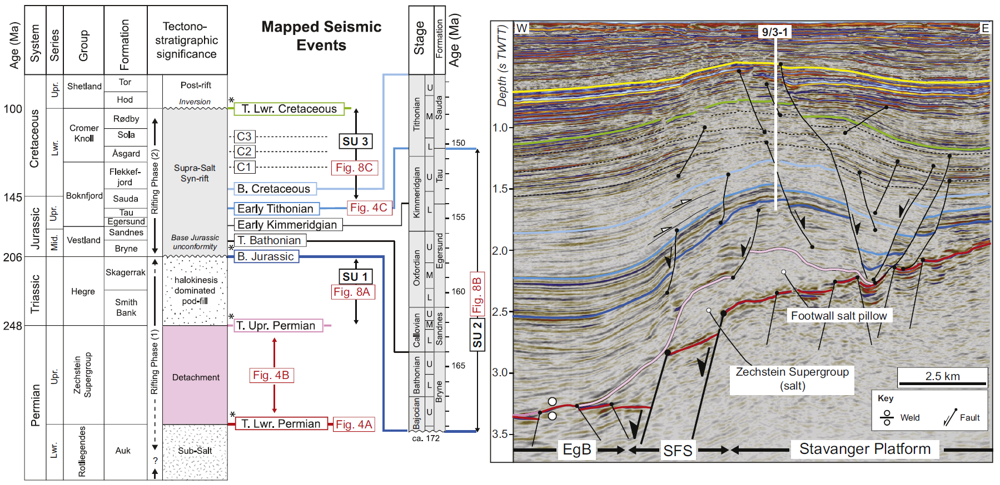 Age (Ma)
System
Series
Group
Formation
Tectono-
stratigraphic
significance
Mapped Seismic
Events
Stage
Formation
Age (Ma)
100
145
206
248
Cretaceous
Jurassic
Triassic
Permian
Upr.
Lwr.
Upr.
Mid.
Upr.
Lwr.
Shetland
Cromer
Knoll
Boknfjord
Vestland
Hegre
Zechstein
Supergroup
Rotliegendes
Tor
Hod
Rødby
Sola
Åsgard
Flekkef-
jord
Sauda
Tau
Egersund
Sandnes
Bryne
Skagerrak
Smith
Bank
Auk
Rifting Phase (2)
Rifting Phase (1)
?
Post-rift
Inversion
Supra-Salt
Syn-rift
Base Jurassic
unconformity
halokinesis
dominated
pod-fill
Detachment
Sub-Salt
* T. Lwr. Cretaceous
C3
C2
C1
B. Cretaceous
Early Tithonian
Early Kimmeridgian
T. Bathonian
* B. Jurassic
* T. Upr. Permian
* T. Lwr. Permian
SU 3
Fig. 8C
Fig. 4C
SU 1
Fig. 8A
Fig. 4B
Fig. 4A
Tithonian
Kimmeridgian
Oxfordian
Callovian
Bathonian
Bajocian
U
M
L
U
L
U
M
L
U
M
L
U
L
U
Sauda
Tau
Egersund
Sandnes
Bryne
ca. 172
150
155
160
165
Fig. 8B
SU 2
W
9/3-1
E
Depth (s TWTT)
1.0
1.5
2.0
2.5
3.0
3.5
Footwall salt pillow
Zechstein Supergroup
(salt)
2.5 km
Key
Weld
Fault
EgB
SFS
Stavanger Platform